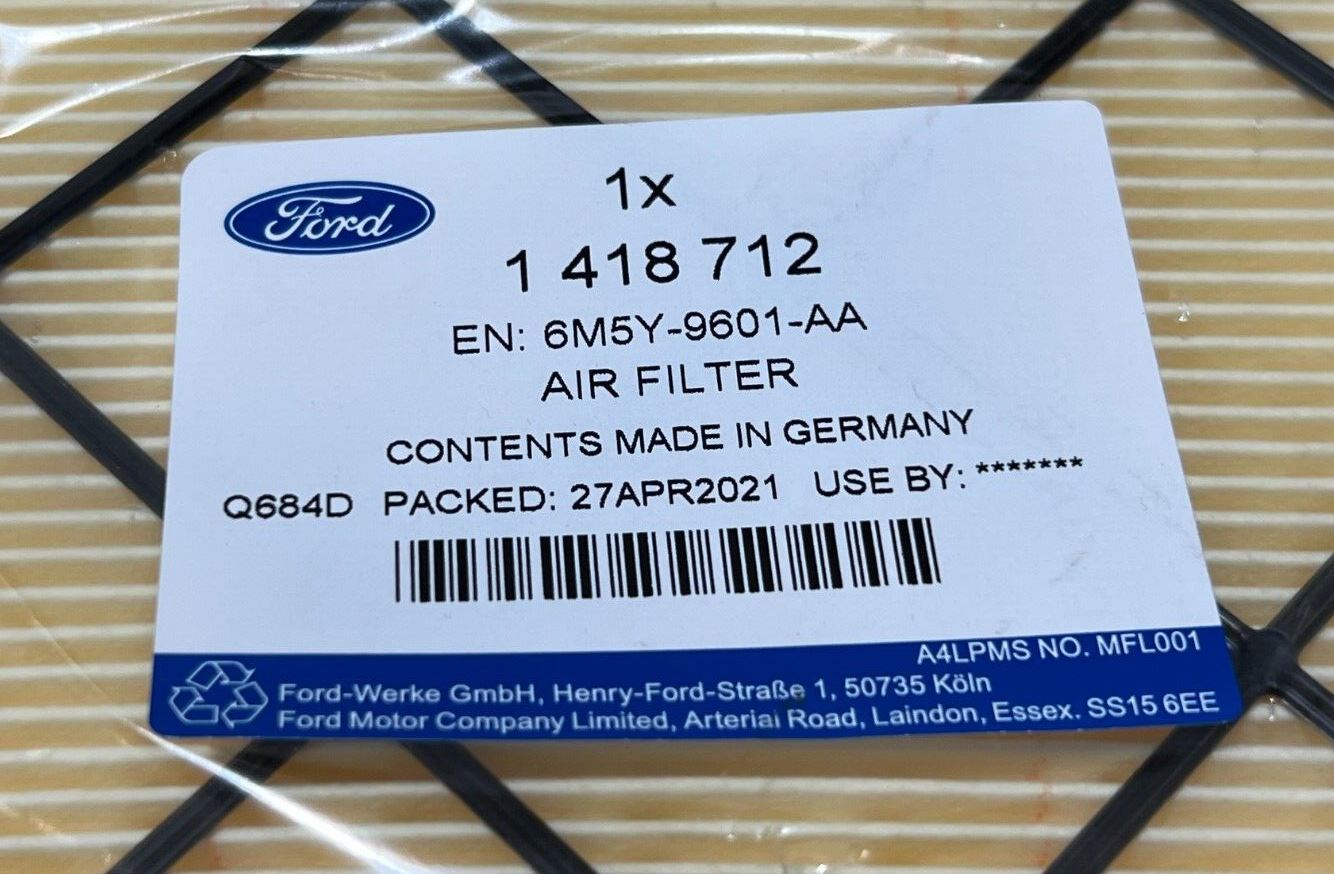 Ford
1x
1 418 712
EN: 6M5Y-9601-AA
AIR FILTER
CONTENTS MADE IN GERMANY
Q684D PACKED: 27APR2021 USE BY: *******
A4LPMS NO. MFL001
Ford-Werke GmbH, Henry-Ford-Straße 1, 50735 Köln
Ford Motor Company Limited, Arterial Road, Laindon, Essex. SS15 6EE